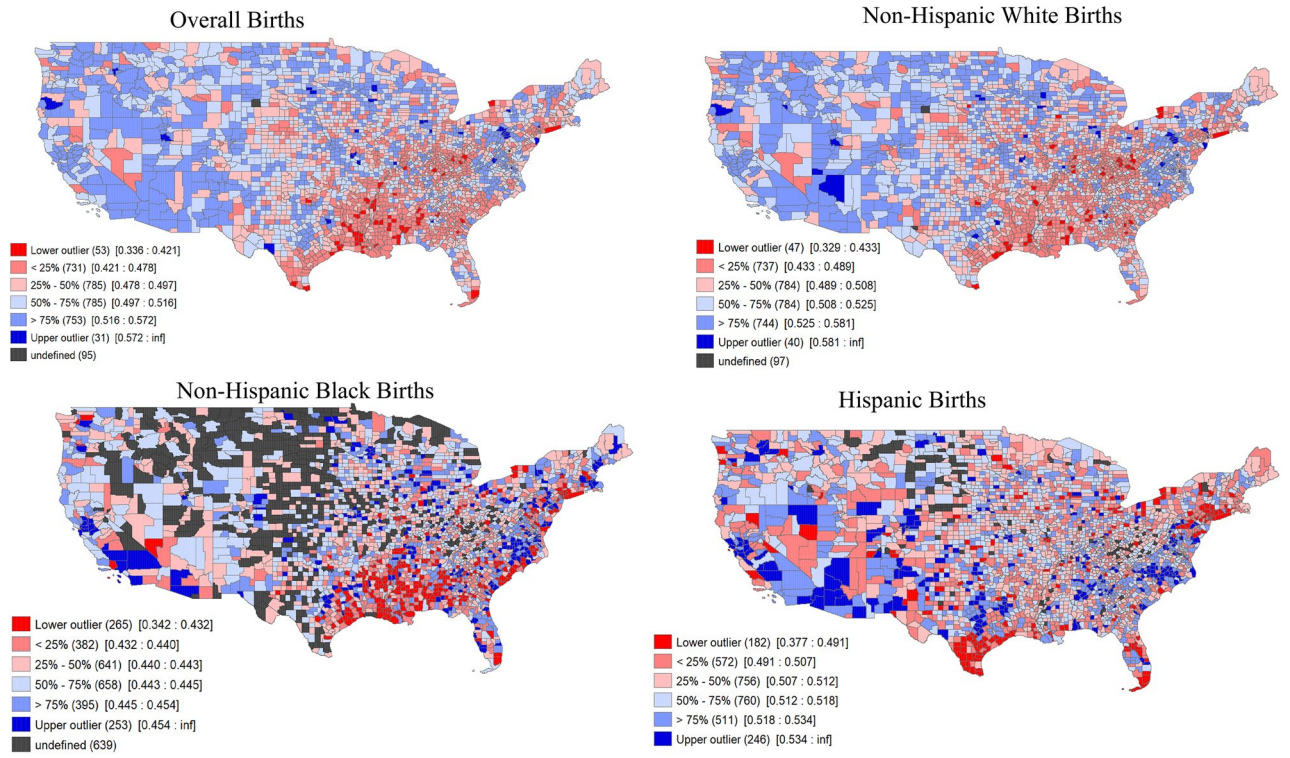 Overall Births
Lower outlier (53) [0.336 : 0.421]
< 25% (731) [0.421 : 0.478]
25% - 50% (785) [0.478 : 0.497]
50% - 75% (785) [0.497 : 0.516]
> 75% (753) [0.516 : 0.572]
Upper outlier (31) [0.572 : inf]
undefined (95)
Non-Hispanic White Births
Lower outlier (47) [0.329 : 0.433]
< 25% (737) [0.433 : 0.489]
25% - 50% (784) [0.489 : 0.508]
50% - 75% (784) [0.508 : 0.525]
> 75% (744) [0.525 : 0.581]
Upper outlier (40) [0.581 : inf]
undefined (97)
Non-Hispanic Black Births
Lower outlier (265) [0.342 : 0.432]
< 25% (382) [0.432 : 0.440]
25% - 50% (641) [0.440 : 0.443]
50% - 75% (658) [0.443 : 0.445]
> 75% (395) [0.445 : 0.454]
Upper outlier (253) [0.454 : inf]
undefined (639)
Hispanic Births
Lower outlier (182) [0.377 : 0.491]
< 25% (572) [0.491 : 0.507]
25% - 50% (756) [0.507 : 0.512]
50% - 75% (760) [0.512 : 0.518]
> 75% (511) [0.518 : 0.534]
Upper outlier (246) [0.534 : inf]